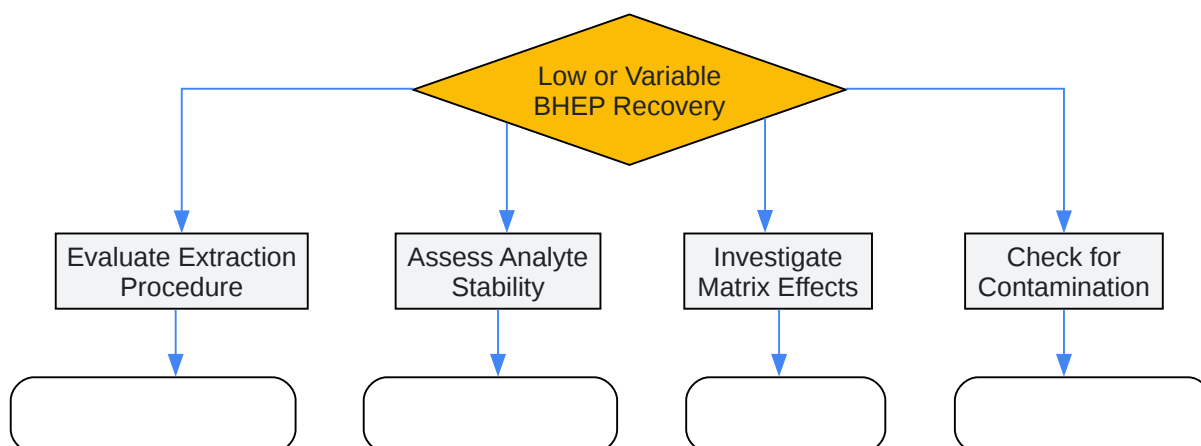 Low or Variable
BHEP Recovery
Evaluate Extraction
Procedure
Assess Analyte
Stability
Investigate
Matrix Effects
Check for
Contamination